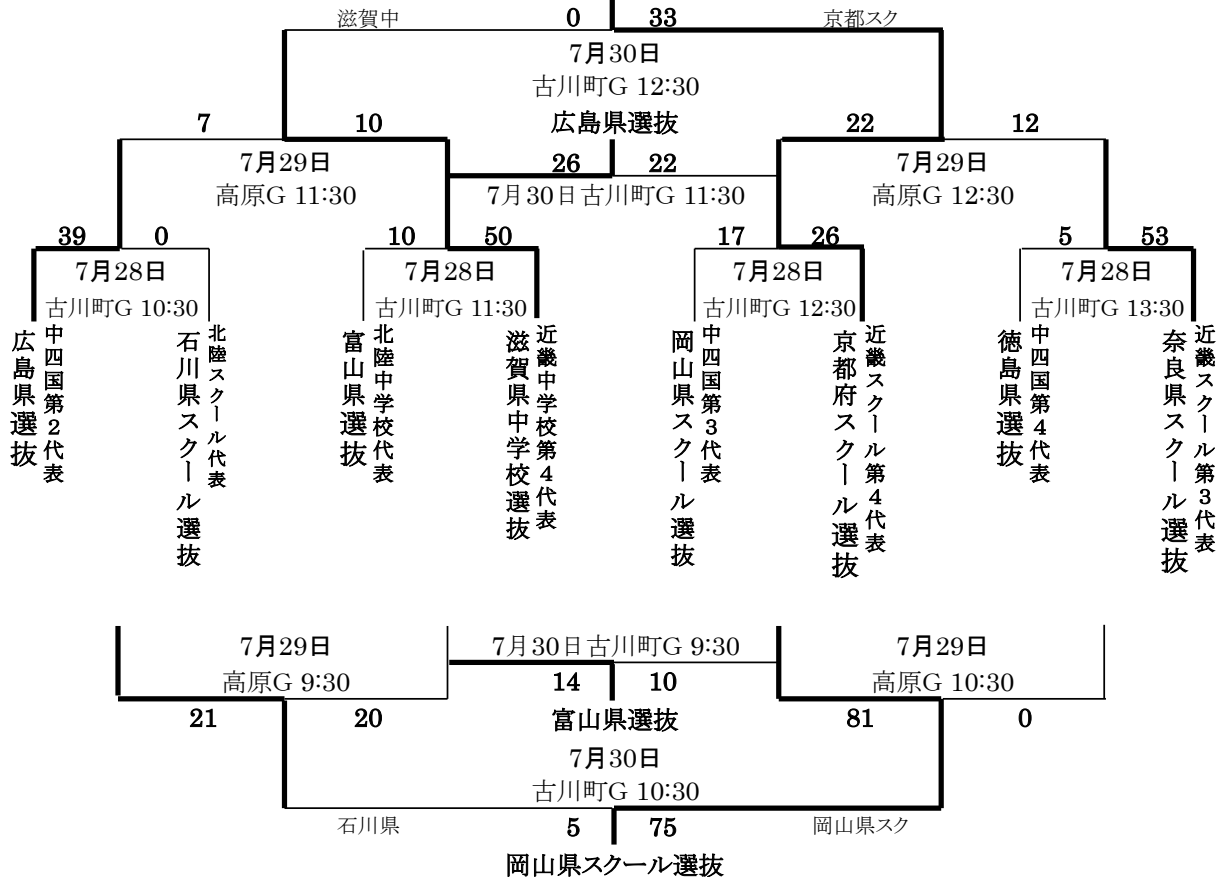 滋賀中 0 33 京都スク
7月30日
古川町G 12:30
広島県選抜
7 10 22 12
7月29日
高原G 11:30
26 22
7月30日 古川町G 11:30
7月29日
高原G 12:30
39 0 10 50 17 26 5 53
7月28日 7月28日 7月28日 7月28日
古川町G 10:30 古川町G 11:30 古川町G 12:30 古川町G 13:30
広島県選抜
中四国第2代表
石川県スクール選抜
北陸スクール代表
富山県選抜
北陸中学校代表
滋賀県中学校選抜
近畿中学校第4代表
岡山県スクール選抜
中四国第3代表
京都府スクール選抜
近畿スクール第4代表
徳島県選抜
中四国第4代表
奈良県スクール選抜
近畿スクール第3代表
7月29日
高原G 9:30
7月30日 古川町G 9:30
7月29日
高原G 10:30
21 20 14 10 81 0
富山県選抜
7月30日
古川町G 10:30
石川県 5 75 岡山県スク
岡山県スクール選抜